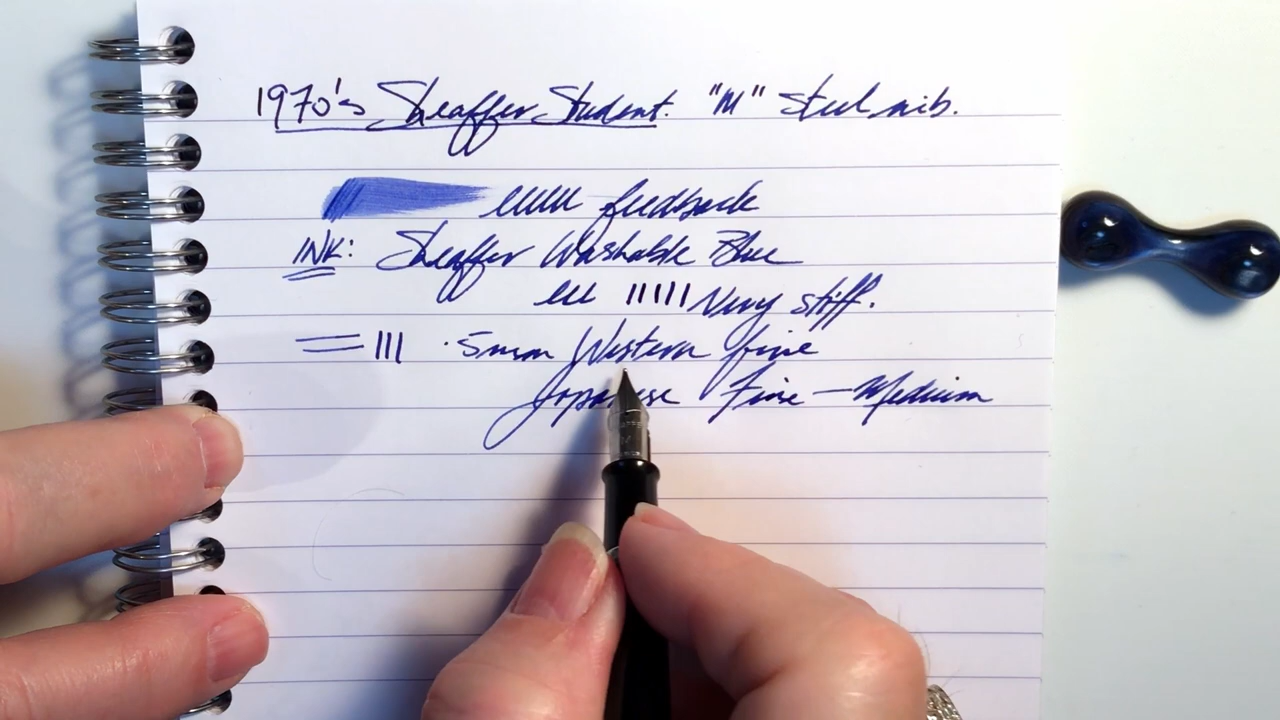 1970's Sheaffer Student. "M" Steel nib.
feedback
INK: Sheaffer Washable Blue
Very stiff.
.5mm Western fine
Japanese Fine - Medium